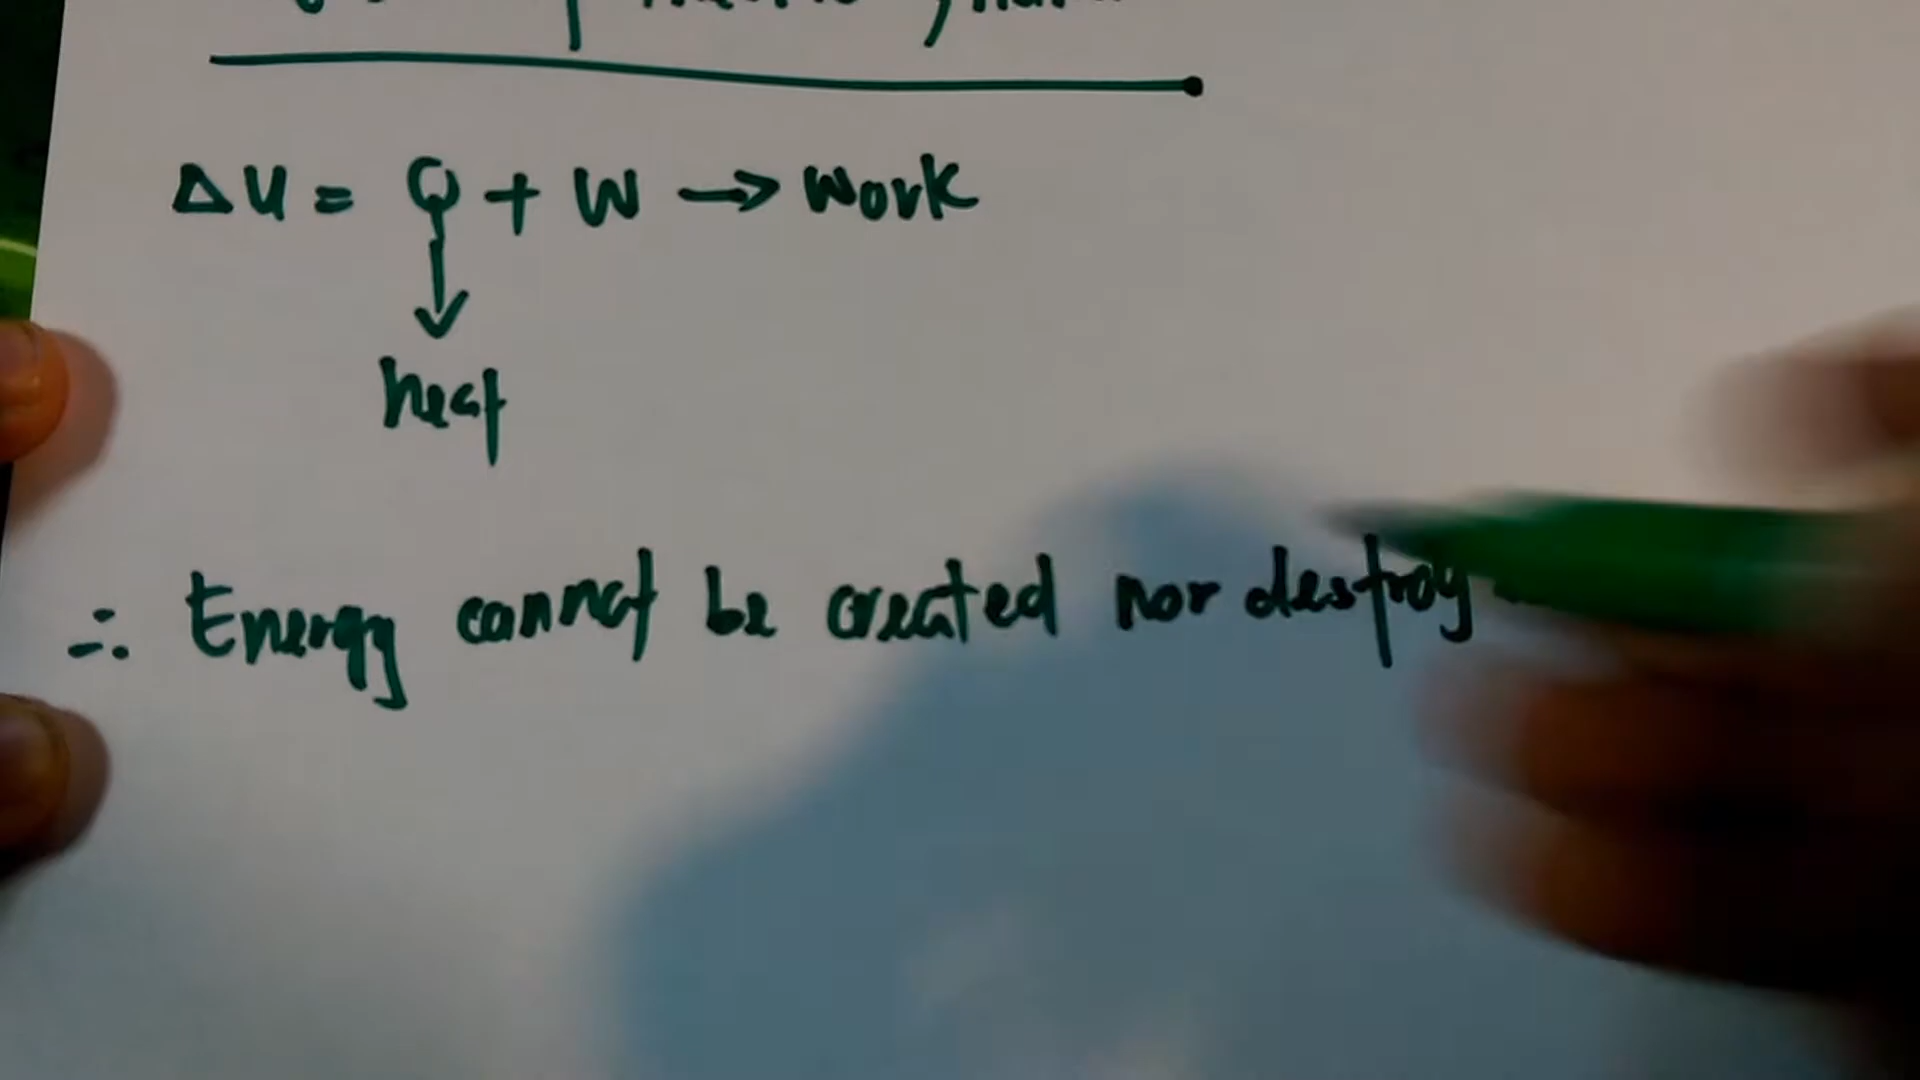 ΔU = Q + W → Work
↓
heat
∴ Energy cannot be created nor destroy